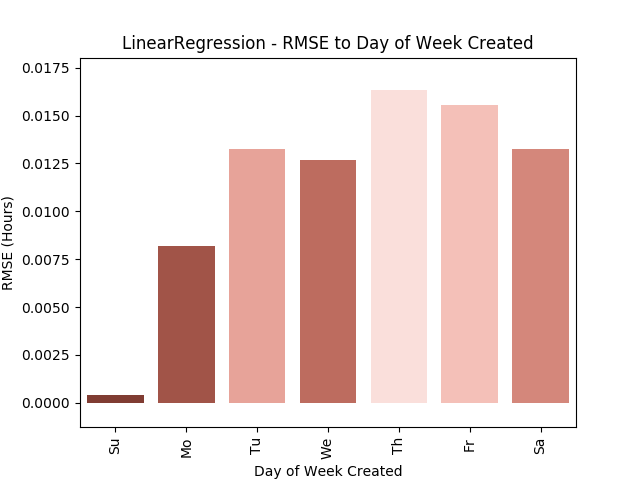 LinearRegression - RMSE to Day of Week Created
0.0175
0.0150
0.0125
0.0100
0.0075
0.0050
0.0025
0.0000
RMSE (Hours)
Su
Mo
Tu
We
Th
Fr
Sa
Day of Week Created